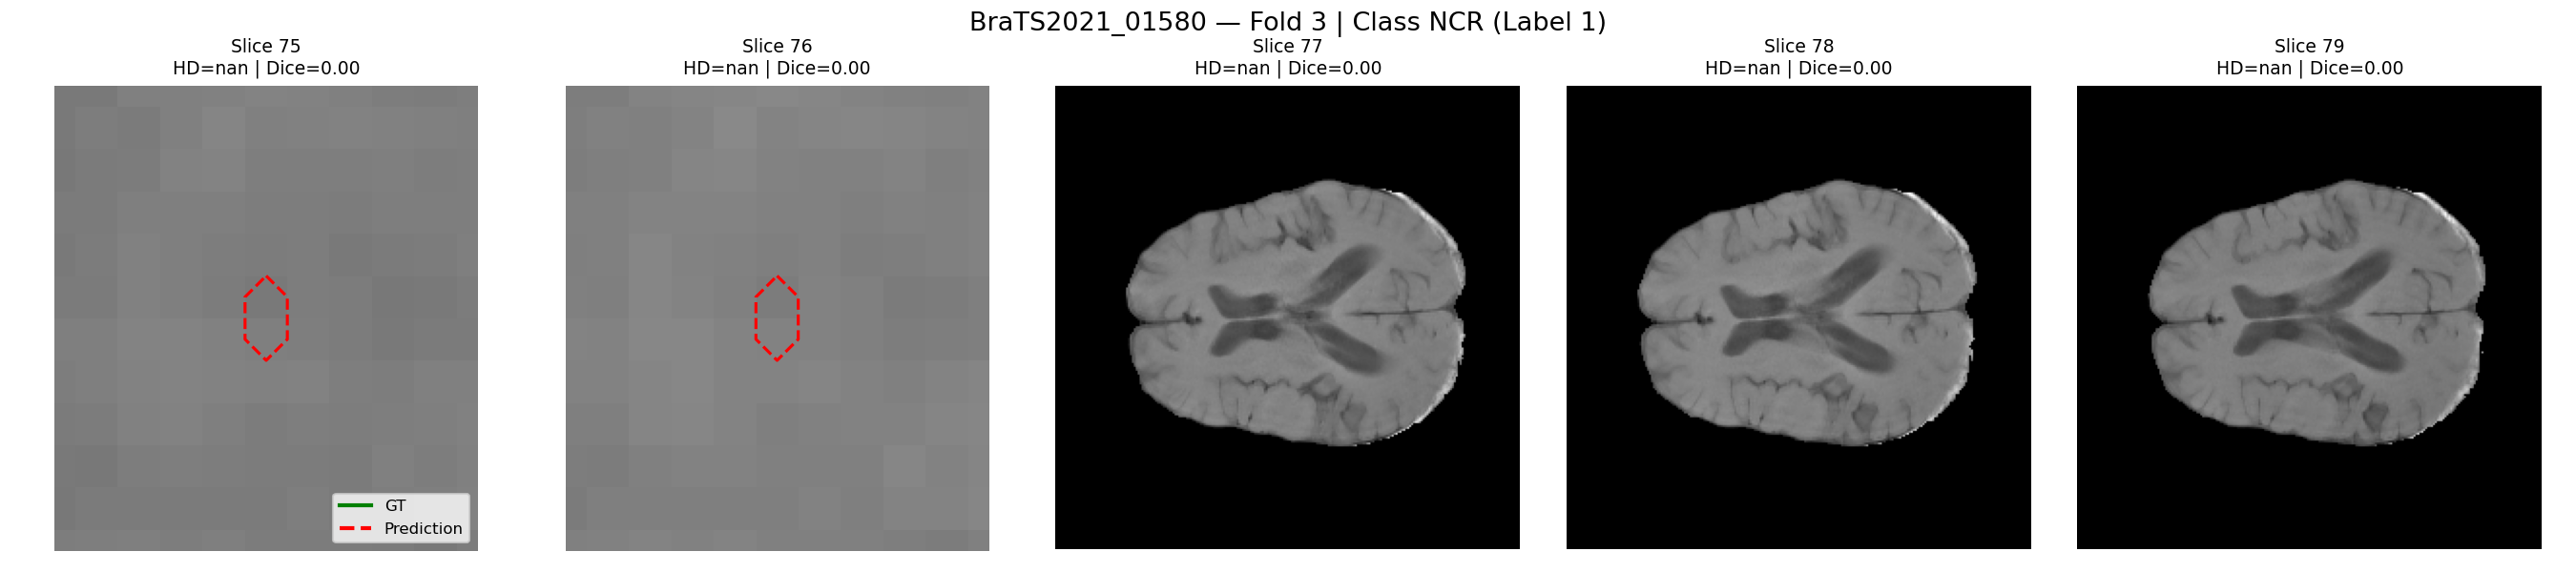 BraTS2021_01580 — Fold 3 | Class NCR (Label 1)
Slice 75
HD=nan | Dice=0.00
Slice 76
HD=nan | Dice=0.00
Slice 77
HD=nan | Dice=0.00
Slice 78
HD=nan | Dice=0.00
Slice 79
HD=nan | Dice=0.00
GT
Prediction